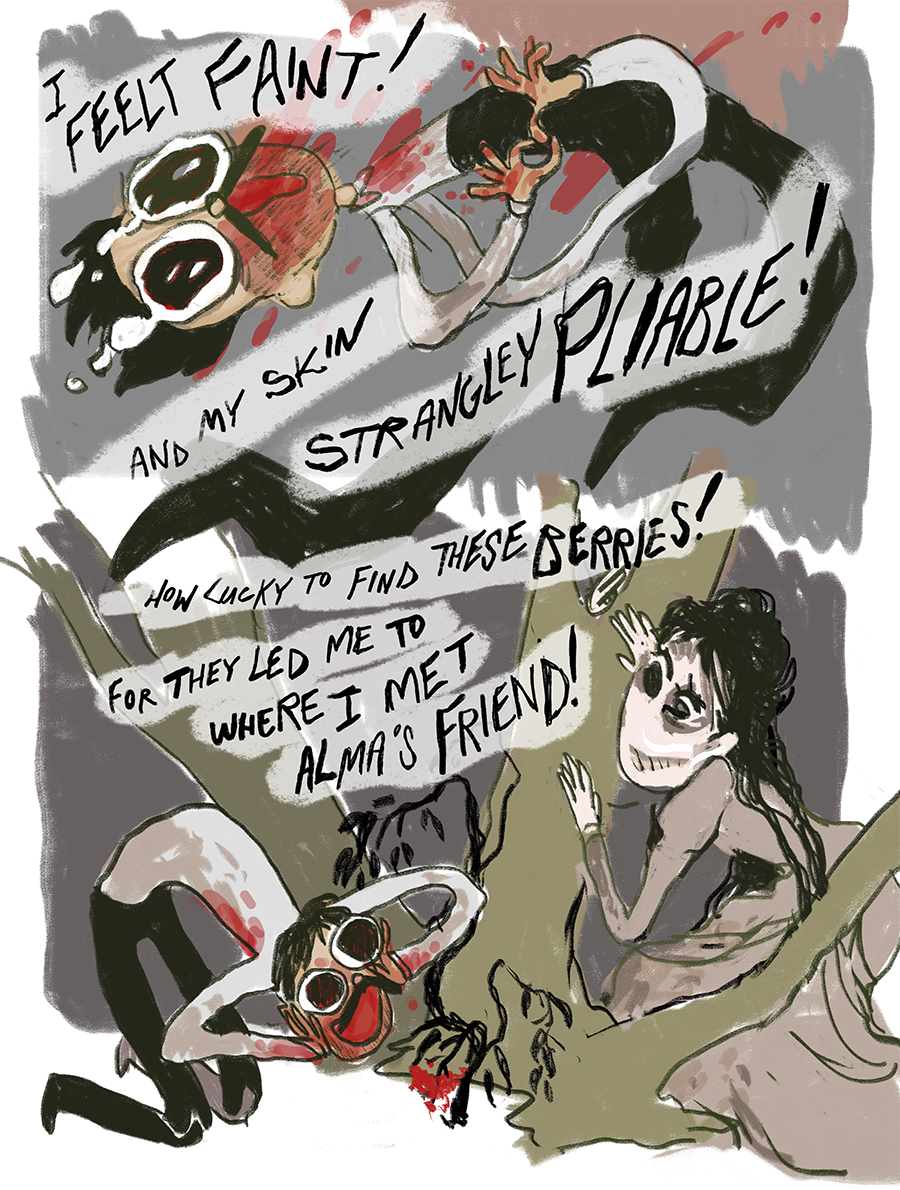 I
FEELT FAINT!
AND MY SKIN
STRANGLEY PLIABLE!
HOW LUCKY TO FIND THESE BERRIES!
FOR THEY LED ME TO
WHERE I MET
ALMA'S FRIEND!